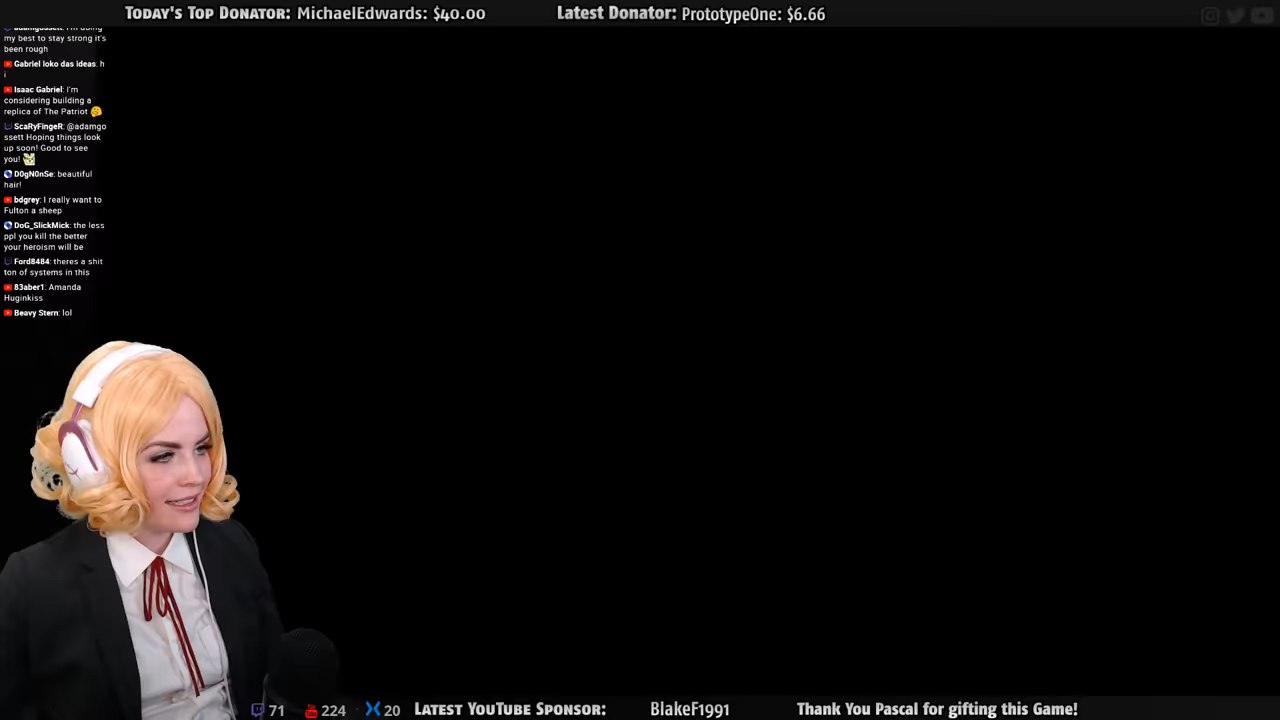 Today's Top Donator: MichaelEdwards: $40.00
Latest Donator: PrototypeOne: $6.66
my best to stay strong it's
been rough
Gabriel loko das ideas: h
i
Isaac Gabriel: I'm
considering building a
replica of The Patriot
ScaRyFingeR: @adamgo
ssett Hoping things look
up soon! Good to see
you!
D0gN0nSe: beautiful
hair!
bdgrey: I really want to
Fulton a sheep
DoG_SlickMick: the less
ppl you kill the better
your heroism will be
Ford8484: theres a shit
ton of systems in this
83aber1: Amanda
Huginkiss
Beavy Stern: lol
71
224
20
Latest YouTube Sponsor:
BlakeF1991
Thank You Pascal for gifting this Game!